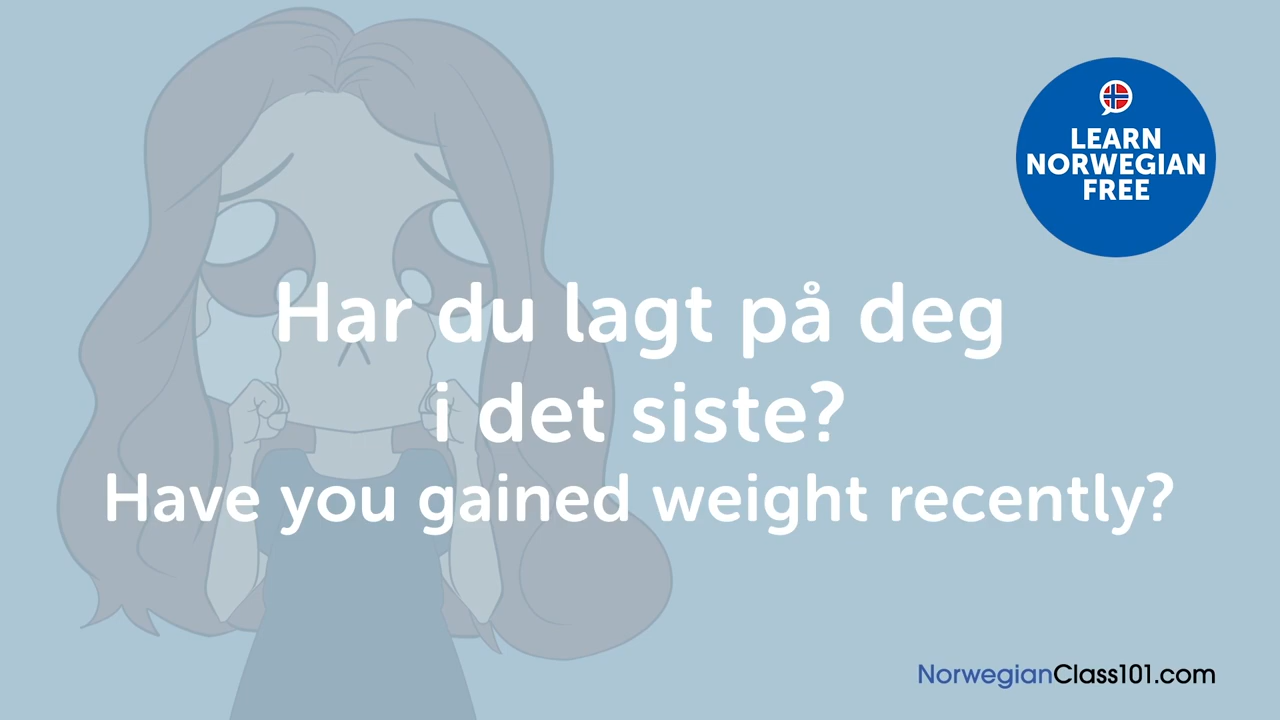 LEARN
NORWEGIAN
FREE
Har du lagt på deg
i det siste?
Have you gained weight recently?
NorwegianClass101.com